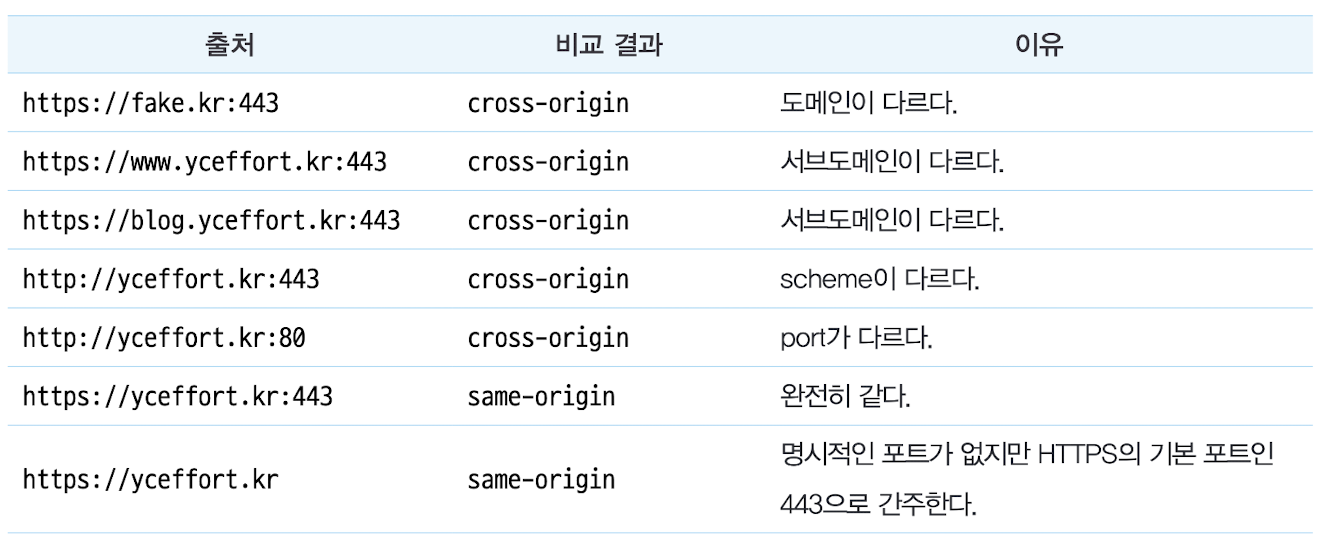 출처 비교 결과 이유
https://fake.kr:443 cross-origin 도메인이 다르다.
https://www.yceffort.kr:443 cross-origin 서브도메인이 다르다.
https://blog.yceffort.kr:443 cross-origin 서브도메인이 다르다.
http://yceffort.kr:443 cross-origin scheme이 다르다.
http://yceffort.kr:80 cross-origin port가 다르다.
https://yceffort.kr:443 same-origin 완전히 같다.
https://yceffort.kr same-origin 명시적인 포트가 없지만 HTTPS의 기본 포트인
443으로 간주한다.